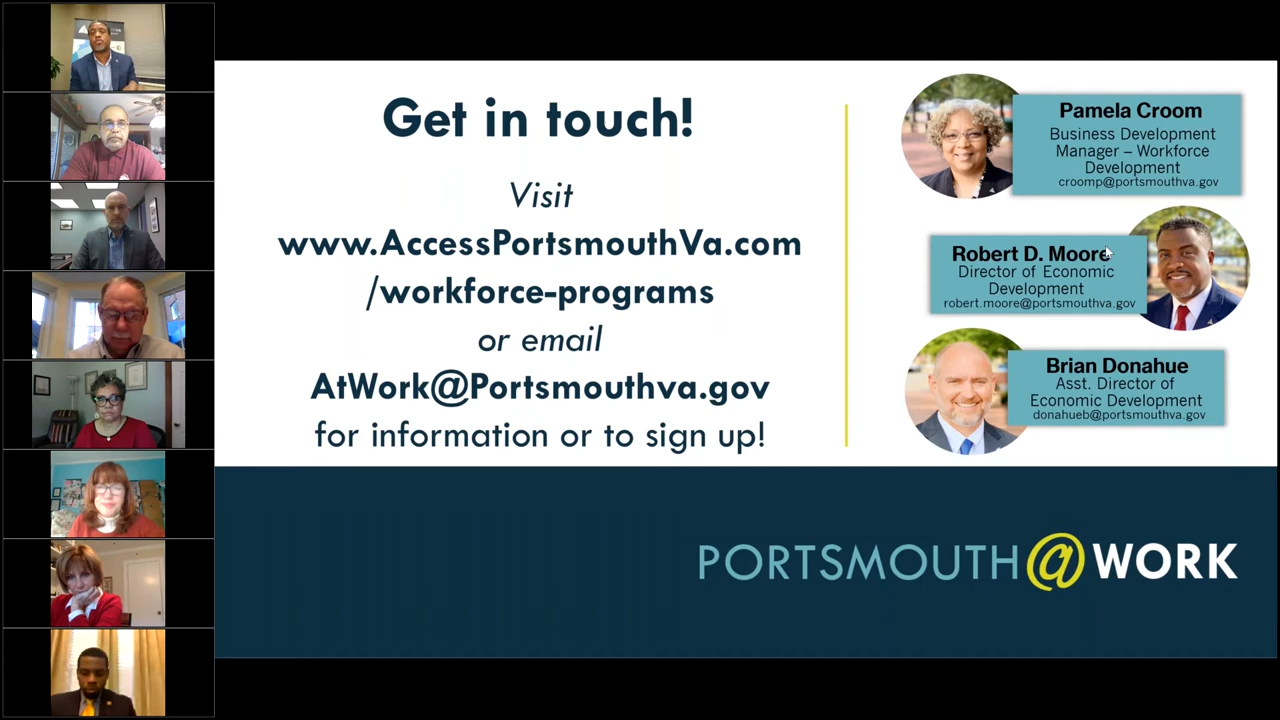 Get in touch!
Visit
www.AccessPortsmouthVa.com
/workforce-programs
or email
AtWork@Portsmouthva.gov
for information or to sign up!
Pamela Croom
Business Development
Manager – Workforce
Development
croomp@portsmouthva.gov
Robert D. Moore
Director of Economic
Development
robert.moore@portsmouthva.gov
Brian Donahue
Asst. Director of
Economic Development
donahueb@portsmouthva.gov
PORTSMOUTH@WORK